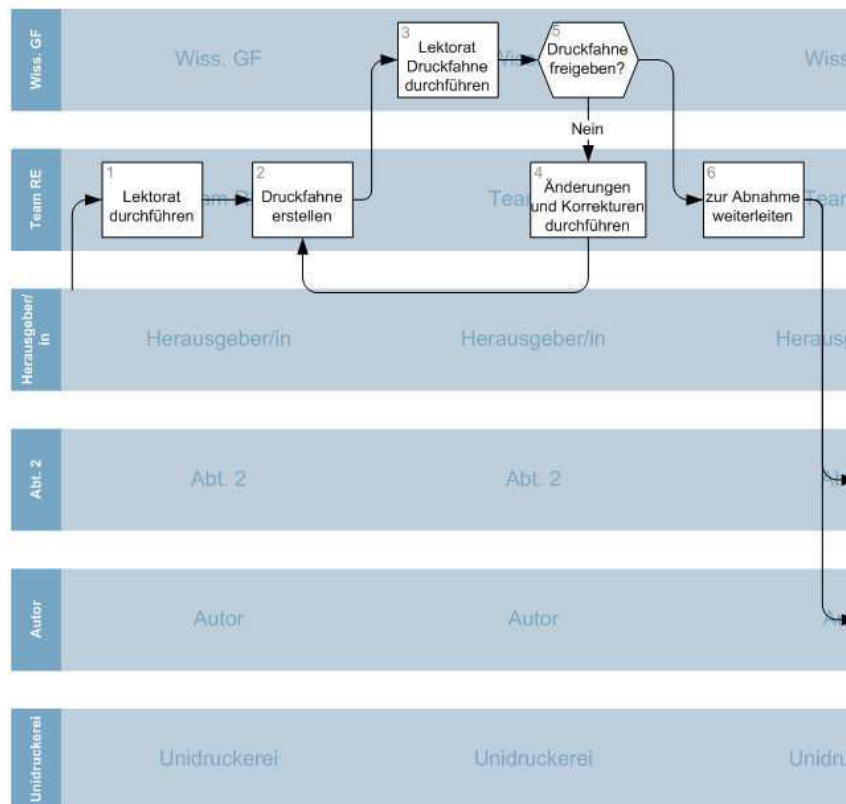 Wiss. GF
Wiss. GF
3
Lektorat
Druckfahne
durchführen
5
Druckfahne
freigeben?
Wiss
Nein
Team RE
1
Lektorat
durchführen
2
Druckfahne
erstellen
4
Änderungen
und Korrekturen
durchführen
6
zur Abnahme
weiterleiten
Herausgeber/
in
Herausgeber/in
Herausgeber/in
Abt. 2
Abt. 2
Abt. 2
Autor
Autor
Autor
Unidruckerei
Unidruckerei
Unidruckerei